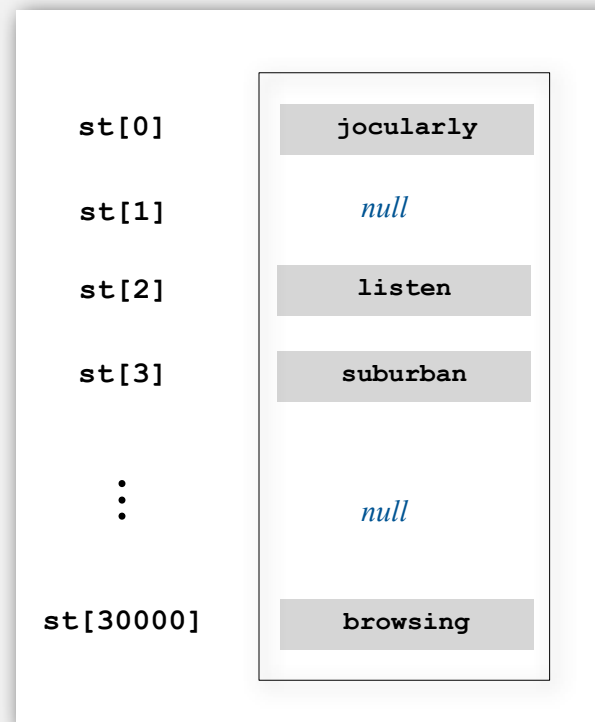 st[0] jocularly
st[1] null
st[2] listen
st[3] suburban
⋮ null
st[30000] browsing